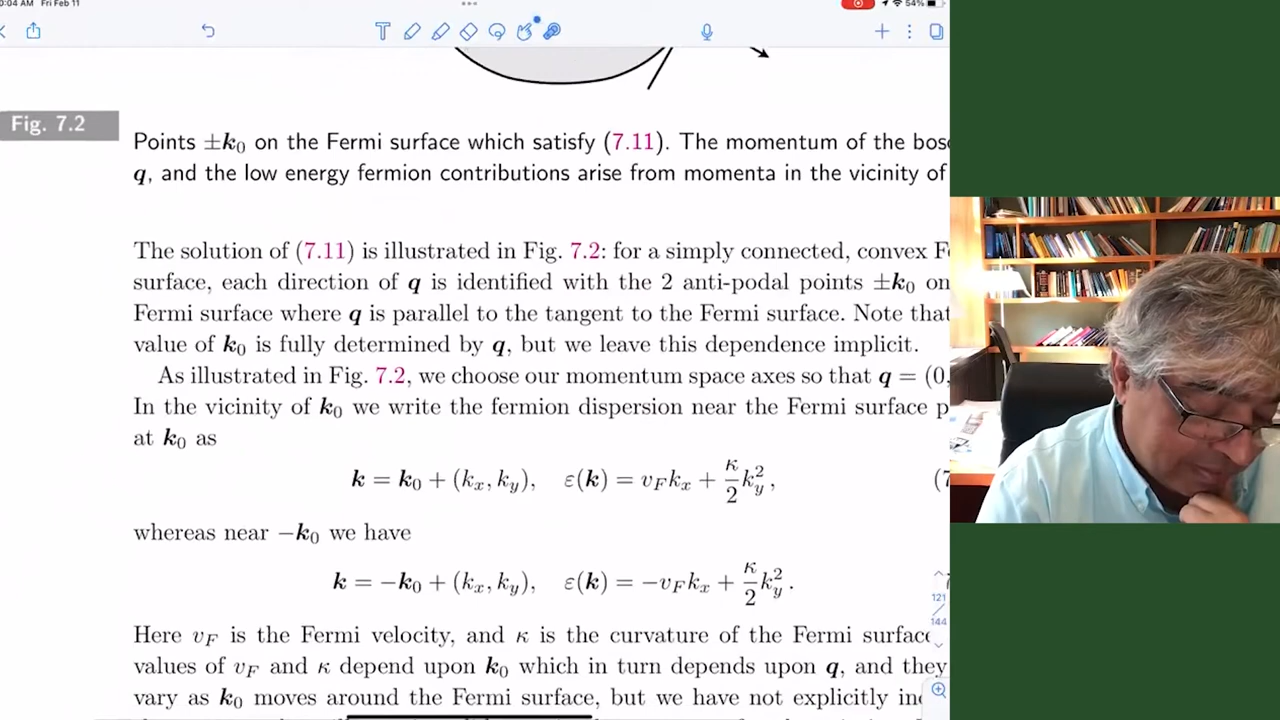 :04 AM Fri Feb 11
54%
Fig. 7.2
Points ±k₀ on the Fermi surface which satisfy (7.11). The momentum of the bos
q, and the low energy fermion contributions arise from momenta in the vicinity of
The solution of (7.11) is illustrated in Fig. 7.2: for a simply connected, convex F
surface, each direction of q is identified with the 2 anti-podal points ±k₀ on
Fermi surface where q is parallel to the tangent to the Fermi surface. Note that
value of k₀ is fully determined by q, but we leave this dependence implicit.
As illustrated in Fig. 7.2, we choose our momentum space axes so that q = (0,
In the vicinity of k₀ we write the fermion dispersion near the Fermi surface p
at k₀ as
k = k₀ + (kₓ, k_y), ε(k) = v_F kₓ + κ/2 k_y²,
(7
whereas near −k₀ we have
k = −k₀ + (kₓ, k_y), ε(k) = −v_F kₓ + κ/2 k_y².
121
144
Here v_F is the Fermi velocity, and κ is the curvature of the Fermi surface
values of v_F and κ depend upon k₀ which in turn depends upon q, and they
vary as k₀ moves around the Fermi surface, but we have not explicitly in